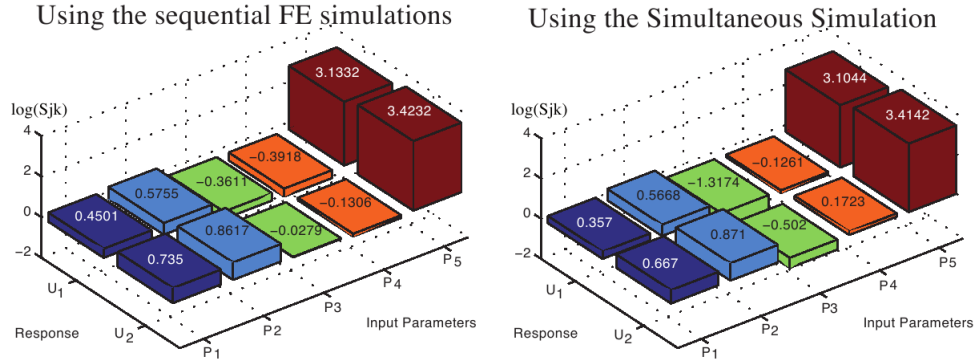 Using the sequential FE simulations
Using the Simultaneous Simulation
log(Sjk)
4
2
0
−2
3.1332
3.4232
−0.3918
−0.1306
−0.3611
−0.0279
0.5755
0.8617
0.4501
0.735
U1
U2
Response
P1
P2
P3
P4
P5
Input Parameters
log(Sjk)
4
2
0
−2
3.1044
3.4142
−0.1261
0.1723
−1.3174
−0.502
0.5668
0.871
0.357
0.667
U1
U2
Response
P1
P2
P3
P4
P5
Input Parameters